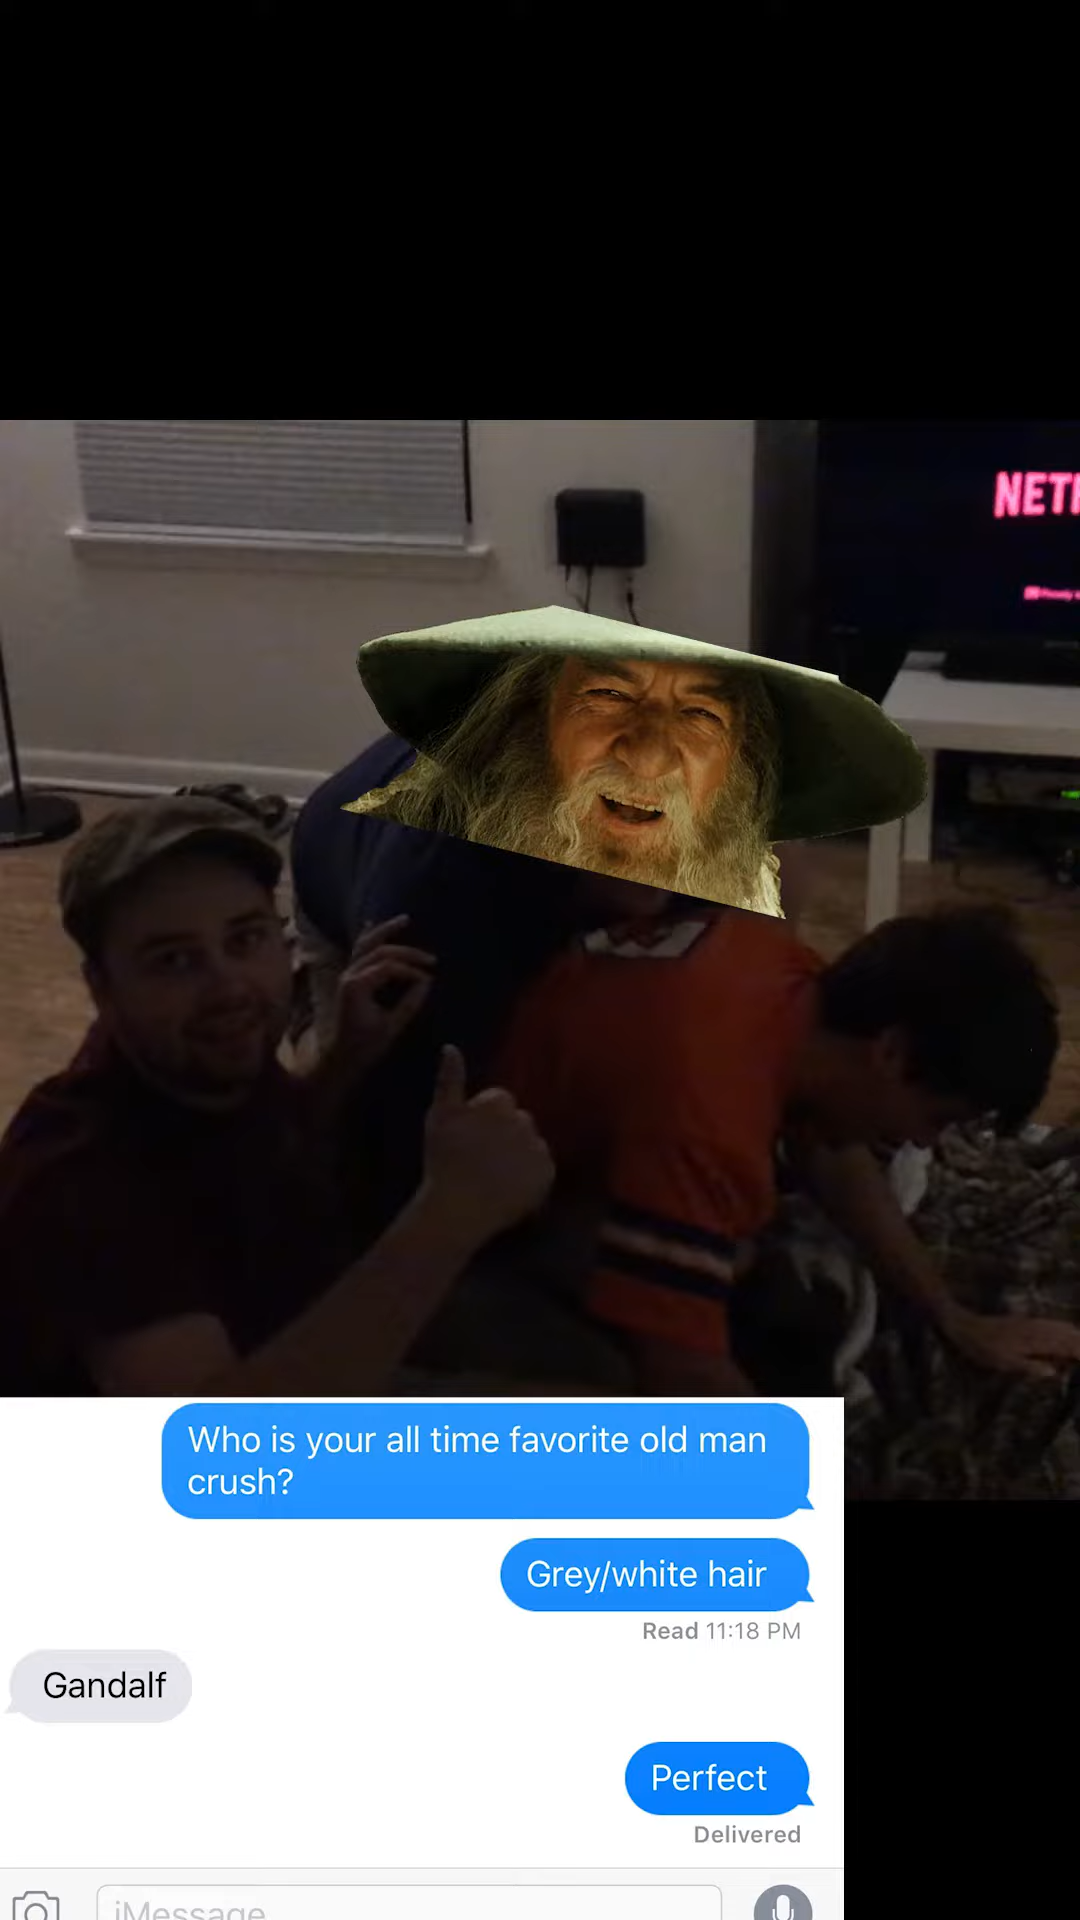 NETF
Who is your all time favorite old man
crush?
Grey/white hair
Read 11:18 PM
Gandalf
Perfect
Delivered
iMessage